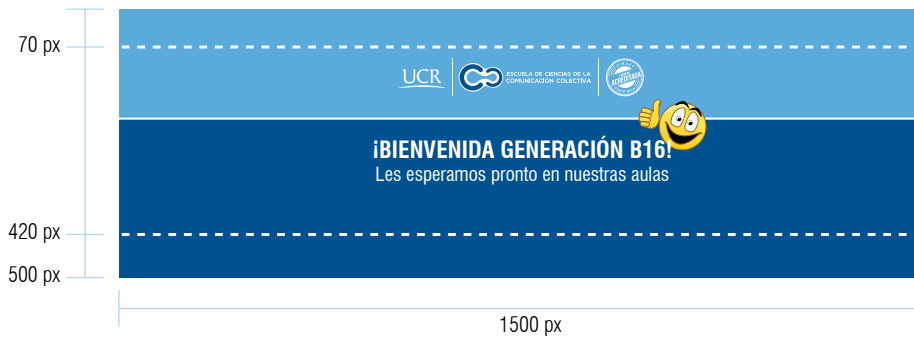 70 px
UCR
ESCUELA DE CIENCIAS DE LA
COMUNICACIÓN COLECTIVA
ACREDITADA
¡BIENVENIDA GENERACIÓN B16!
Les esperamos pronto en nuestras aulas
420 px
500 px
1500 px